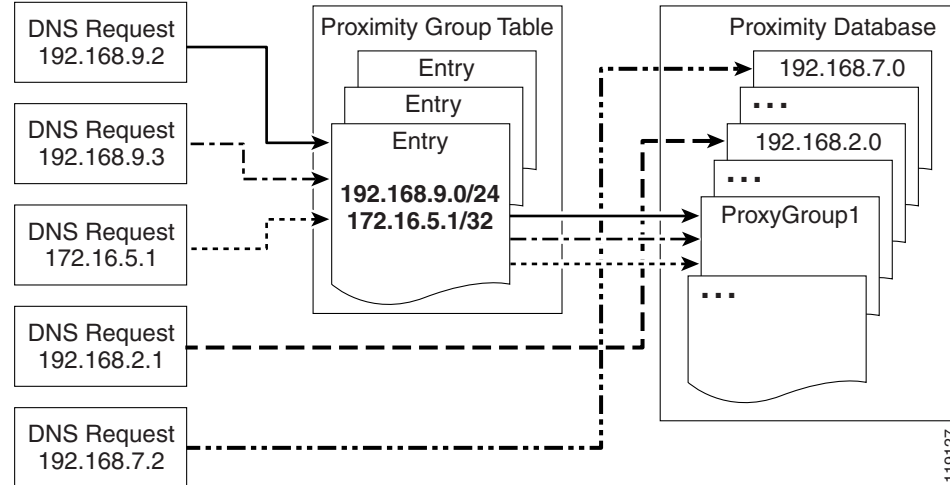 DNS Request
192.168.9.2
DNS Request
192.168.9.3
DNS Request
172.16.5.1
DNS Request
192.168.2.1
DNS Request
192.168.7.2
Proximity Group Table
Entry
Entry
Entry
192.168.9.0/24
172.16.5.1/32
Proximity Database
192.168.7.0
...
192.168.2.0
...
ProxyGroup1
...
119127